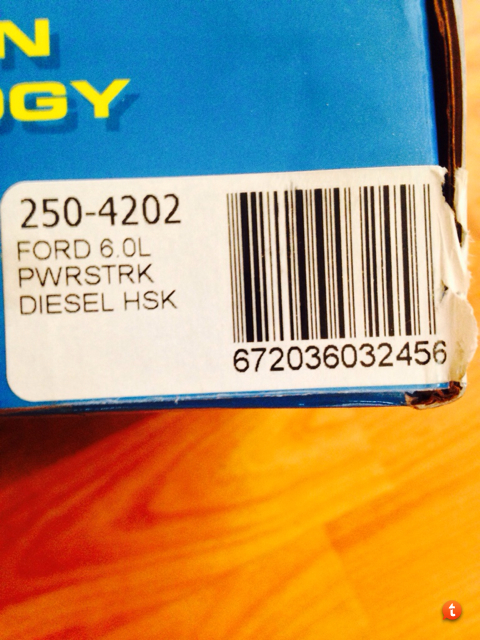 N
OGY
250-4202
FORD 6.0L
PWRSTRK
DIESEL HSK
672036032456
t